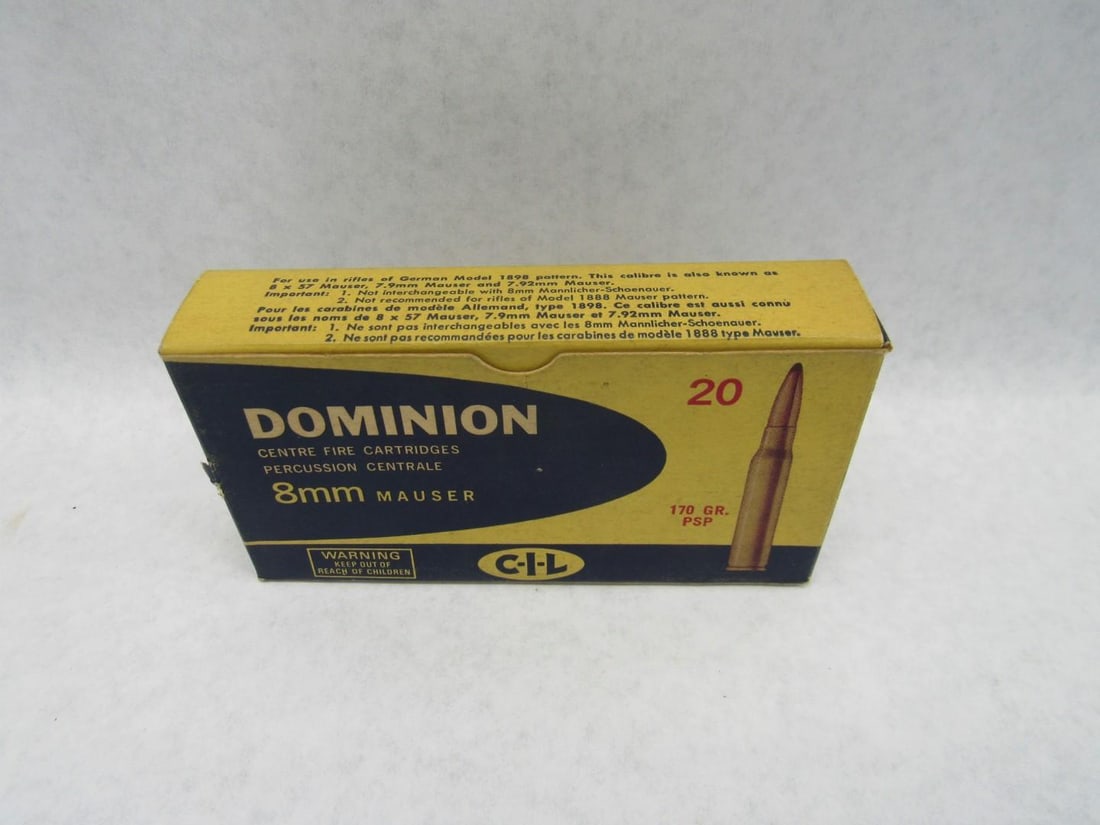 For use in rifles of German Model 1898 pattern. This calibre is also known as
8 x 57 Mauser, 7.9mm Mauser and 7.92mm Mauser.
Important: 1. Not interchangeable with 8mm Mannlicher-Schoenauer.
2. Not recommended for rifles of Model 1888 Mauser pattern.
Pour les carabines de modèle Allemand, type 1898. Ce calibre est aussi connu
sous les noms de 8 x 57 Mauser, 7.9mm Mauser et 7.92mm Mauser.
Important: 1. Ne sont pas interchangeables avec les 8mm Mannlicher-Schoenauer.
2. Ne sont pas recommandées pour les carabines de modèle 1888 type Mauser.
DOMINION
CENTRE FIRE CARTRIDGES
PERCUSSION CENTRALE
8mm MAUSER
20
170 GR.
PSP
WARNING
KEEP OUT OF
REACH OF CHILDREN
C-I-L